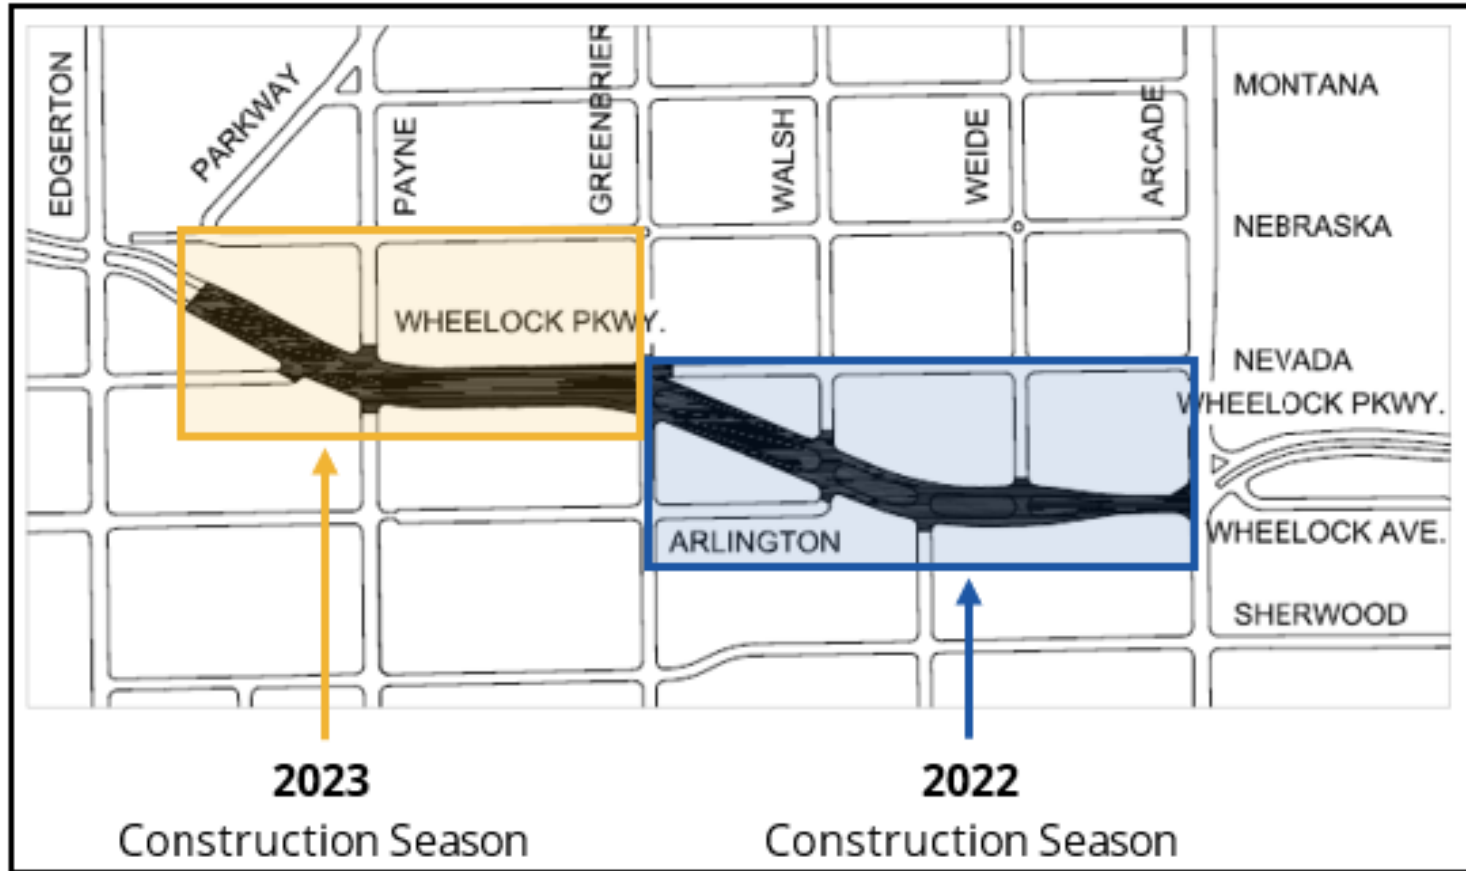 EDGERTON
PARKWAY
PAYNE
GREENBRIER
WALSH
WEIDE
ARCADE
MONTANA
NEBRASKA
WHEELOCK PKWY.
NEVADA
WHEELOCK PKWY.
ARLINGTON
WHEELOCK AVE.
SHERWOOD
2023
Construction Season
2022
Construction Season